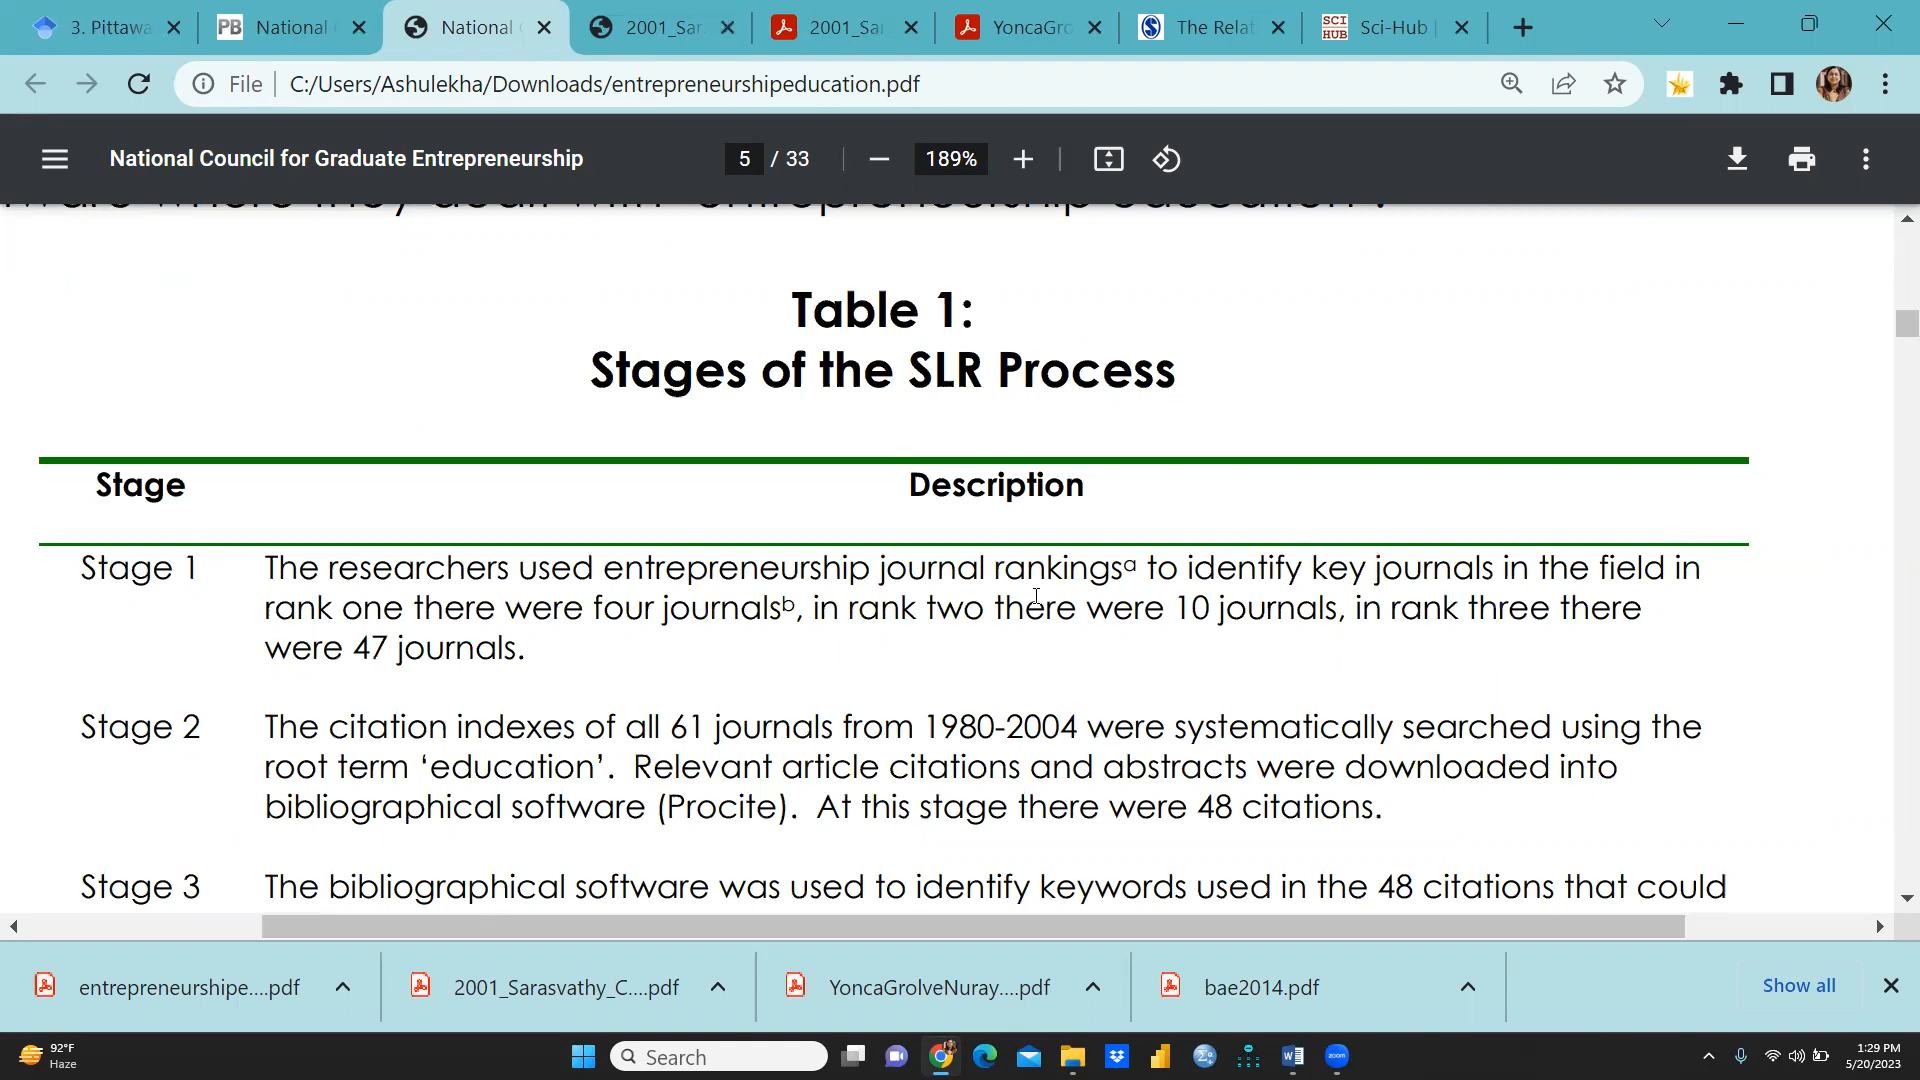 3. Pittawa
National
National
2001_Sar
2001_Sa
YoncaGro
The Relat
SCI HUB
Sci-Hub
File
C:/Users/Ashulekha/Downloads/entrepreneurshipeducation.pdf
National Council for Graduate Entrepreneurship
5 / 33
189%
Table 1:
Stages of the SLR Process
Stage Description
Stage 1 The researchers used entrepreneurship journal rankingsᵃ to identify key journals in the field in
rank one there were four journalsᵇ, in rank two there were 10 journals, in rank three there
were 47 journals.
Stage 2 The citation indexes of all 61 journals from 1980-2004 were systematically searched using the
root term ‘education’. Relevant article citations and abstracts were downloaded into
bibliographical software (Procite). At this stage there were 48 citations.
Stage 3 The bibliographical software was used to identify keywords used in the 48 citations that could
entrepreneurshipe....pdf
2001_Sarasvathy_C....pdf
YoncaGrolveNuray....pdf
bae2014.pdf
Show all
92°F
Haze
Search
zoom
1:29 PM
5/20/2023